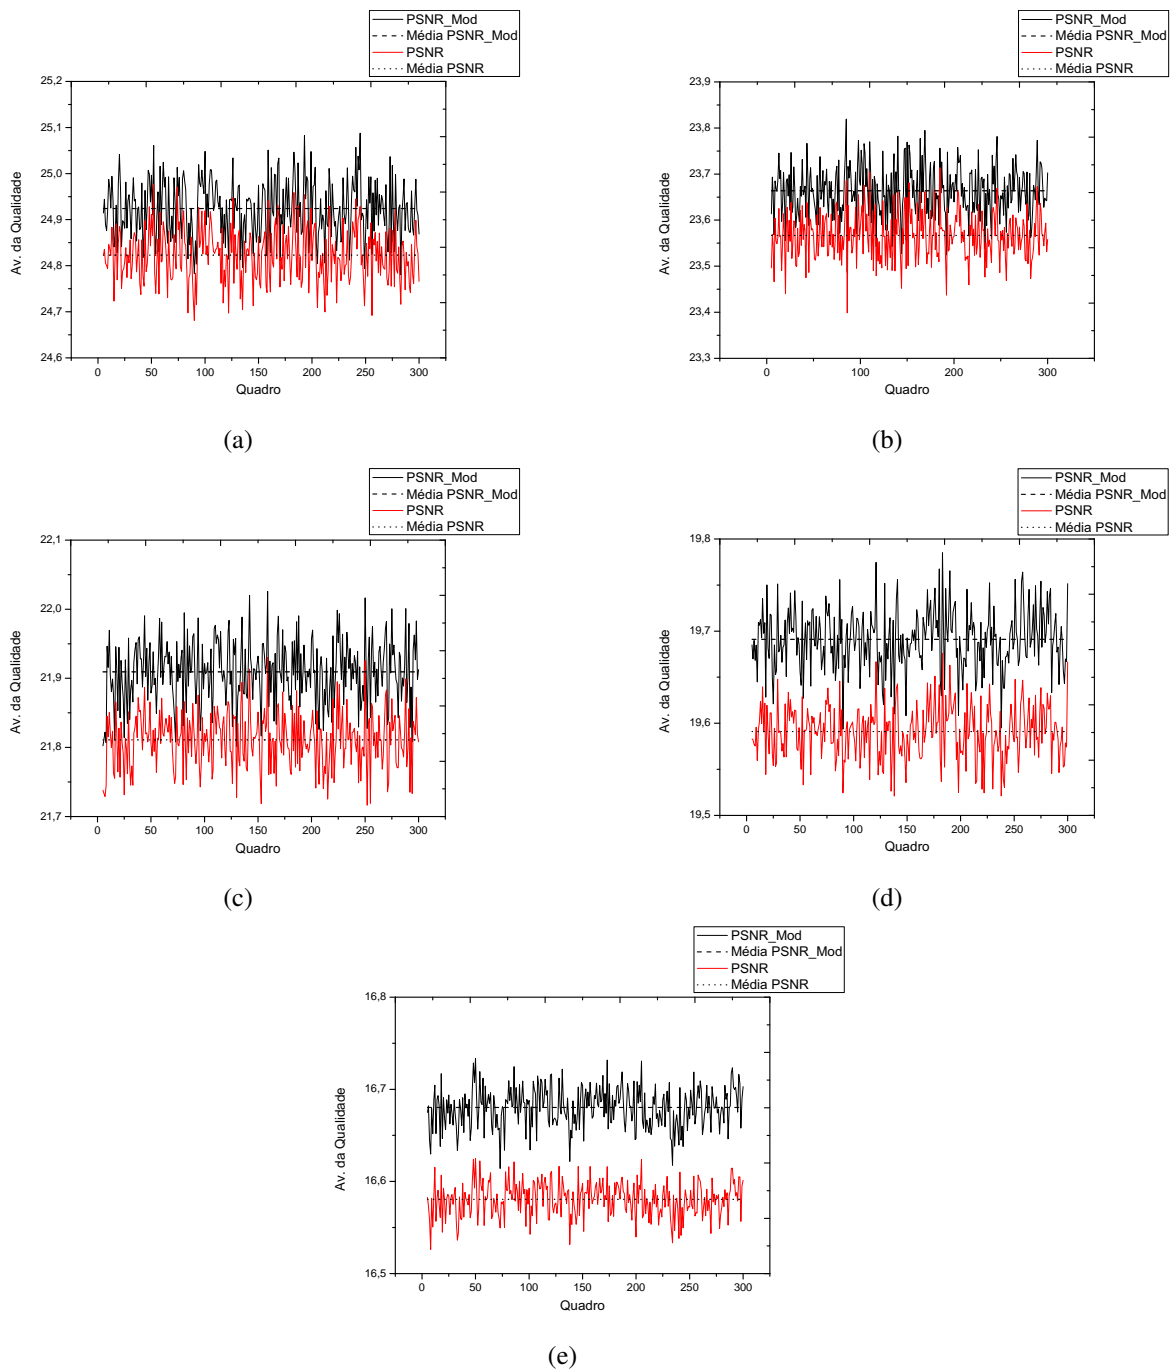 PSNR_Mod
Média PSNR_Mod
PSNR
Média PSNR
25,2
25,1
25,0
24,9
24,8
24,7
24,6
Av. da Qualidade
0 50 100 150 200 250 300
Quadro
(a)
PSNR_Mod
Média PSNR_Mod
PSNR
Média PSNR
23,9
23,8
23,7
23,6
23,5
23,4
23,3
Av. da Qualidade
0 100 200 300
Quadro
(b)
PSNR_Mod
Média PSNR_Mod
PSNR
Média PSNR
22,1
22,0
21,9
21,8
21,7
Av. da Qualidade
0 50 100 150 200 250 300
Quadro
(c)
PSNR_Mod
Média PSNR_Mod
PSNR
Média PSNR
19,8
19,7
19,6
19,5
Av. da Qualidade
0 50 100 150 200 250 300
Quadro
(d)
PSNR_Mod
Média PSNR_Mod
PSNR
Média PSNR
16,8
16,7
16,6
16,5
Av. da Qualidade
0 50 100 150 200 250 300
Quadro
(e)